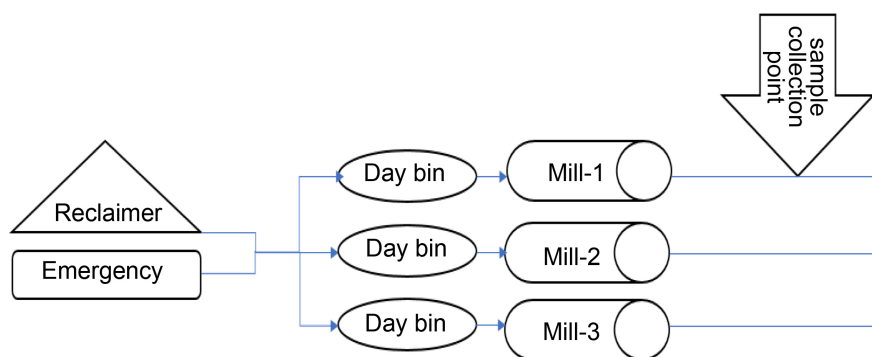 sample
collection
point
Day bin
Mill-1
Reclaimer
Day bin
Mill-2
Emergency
Day bin
Mill-3